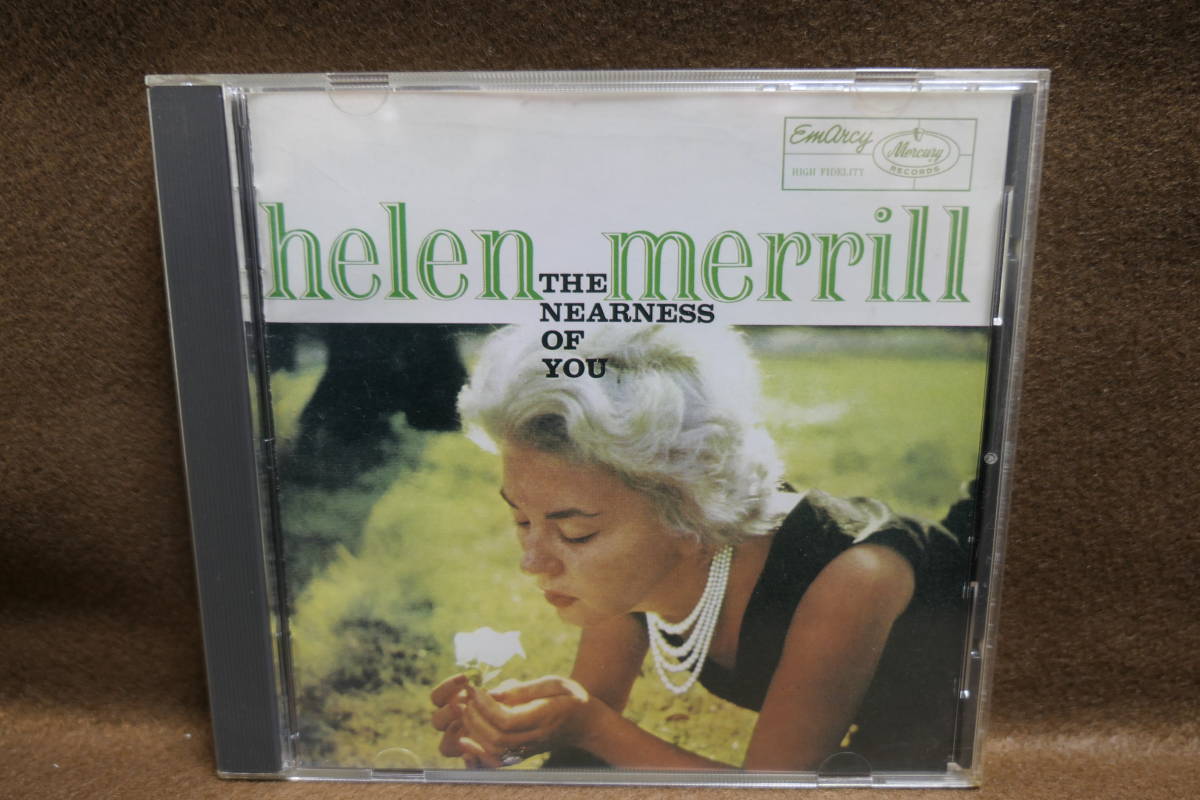 EmArcy
Mercury
RECORDS
HIGH FIDELITY
helen merrill
THE
NEARNESS
OF
YOU